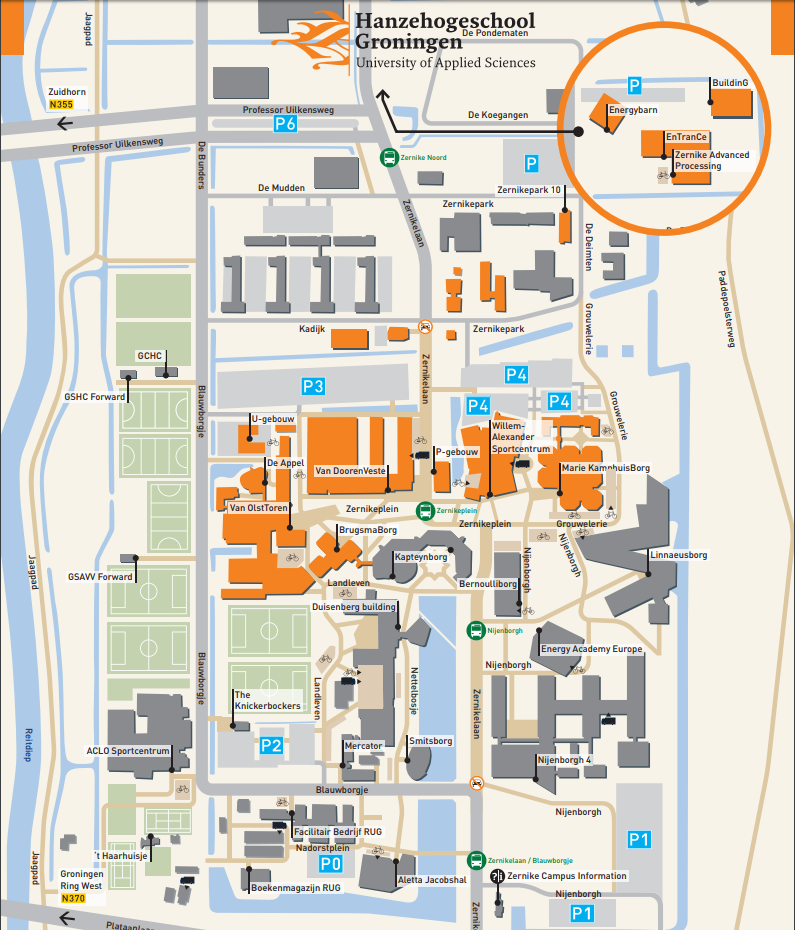 Hanzehogeschool
Groningen
University of Applied Sciences
De Pondematen
Jaagpad
Zuidhorn
N355
Professor Uilkensweg
P6
De Koegangen
Professor Uilkensweg
De Bunders
Zernike Noord
P
P
BuildinG
Energybarn
EnTranCe
Zernike Advanced
Processing
De Mudden
Zernikepark 10
Zernikepark
Zernikelaan
De Deimten
Paddepoelsterweg
Grouwelerie
Kadijk
Zernikepark
GCHC
GSHC Forward
Blauwborgje
P3
Zernikelaan
P4
P4
P4
Grouwelerie
U-gebouw
Willem-
Alexander
Sportcentrum
De Appel
Van DoorenVeste
P-gebouw
Marie KamphuisBorg
Van OlstToren
Zernikeplein
Zernikeplein
Zernikeplein
Grouwelerie
BrugsmaBorg
Kapteynborg
Nijenborgh
Nijenborgh
Linnaeusborg
Jaagpad
GSAVV Forward
Landleven
Bernoulliborg
Duisenberg building
Nijenborgh
Energy Academy Europe
Nijenborgh
Blauwborgje
Landleven
Nettelbosje
Zernikelaan
The
Knickerbockers
Reitdiep
ACLO Sportcentrum
P2
Mercator
Smitsborg
Nijenborgh 4
Blauwborgje
Nijenborgh
Facilitair Bedrijf RUG
Nadorstplein
P1
't Haarhuisje
P0
Zernikelaan / Blauwborgje
Jaagpad
Groningen
Ring West
N370
Boekenmagazijn RUG
Aletta Jacobshal
Zernike Campus Information
Nijenborgh
P1
Plataanlaan